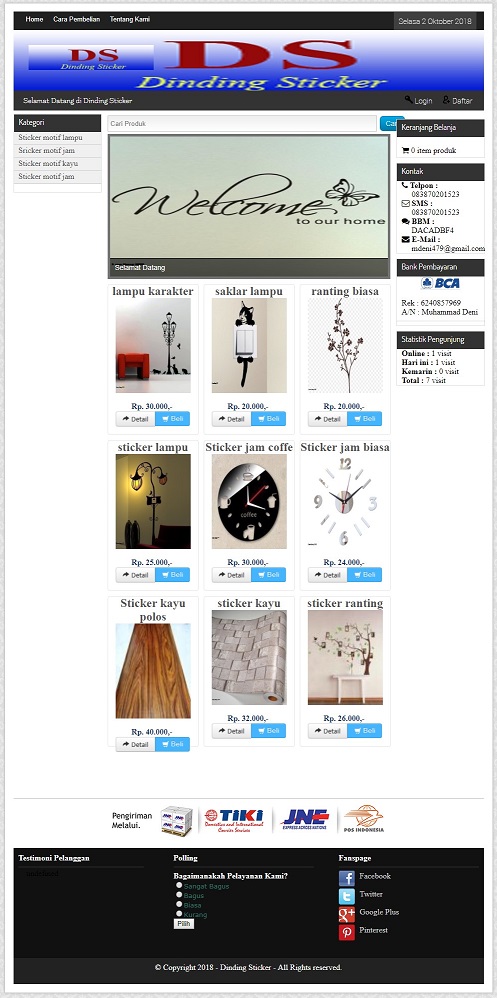 Home Cara Pembelian Tentang Kami
Selasa 2 Oktober 2018
DS
Dinding Sticker
DS
Dinding Sticker
Selamat Datang di Dinding Sticker
Login Daftar
Kategori
Sticker motif lampu
Sticker motif jam
Sticker motif kayu
Sticker motif jam
Cari Produk
Welcome
to our home
Selamat Datang
lampu karakter
saklar lampu
ranting biasa
Rp. 30.000,-
Rp. 20.000,-
Rp. 20.000,-
Detail Beli
Detail Beli
Detail Beli
sticker lampu
Sticker jam coffe
Sticker jam biasa
coffee
12
Rp. 25.000,-
Rp. 30.000,-
Rp. 24.000,-
Detail Beli
Detail Beli
Detail Beli
Sticker kayu
polos
sticker kayu
sticker ranting
Rp. 40.000,-
Rp. 32.000,-
Rp. 26.000,-
Detail Beli
Detail Beli
Detail Beli
Keranjang Belanja
0 item produk
Kontak
Telpon :
083870201523
SMS :
083870201523
BBM :
DACADBF4
E-Mail :
mdeni479@gmail.com
Bank Pembayaran
BCA
Rek : 6240857969
A/N : Muhammad Deni
Statistik Pengunjung
Online : 1 visit
Hari ini : 1 visit
Kemarin : 0 visit
Total : 7 visit
Pengiriman
Melalui.
JNE
TIKI
Domestics and International
Courier Services
JNE
EXPRESS ACROSS NATIONS
POS INDONESIA
Testimoni Pelanggan
Polling
Bagaimanakah Pelayanan Kami?
Sangat Bagus
Bagus
Biasa
Kurang
Pilih
Fanspage
Facebook
Twitter
Google Plus
Pinterest
© Copyright 2018 - Dinding Sticker - All Rights reserved.